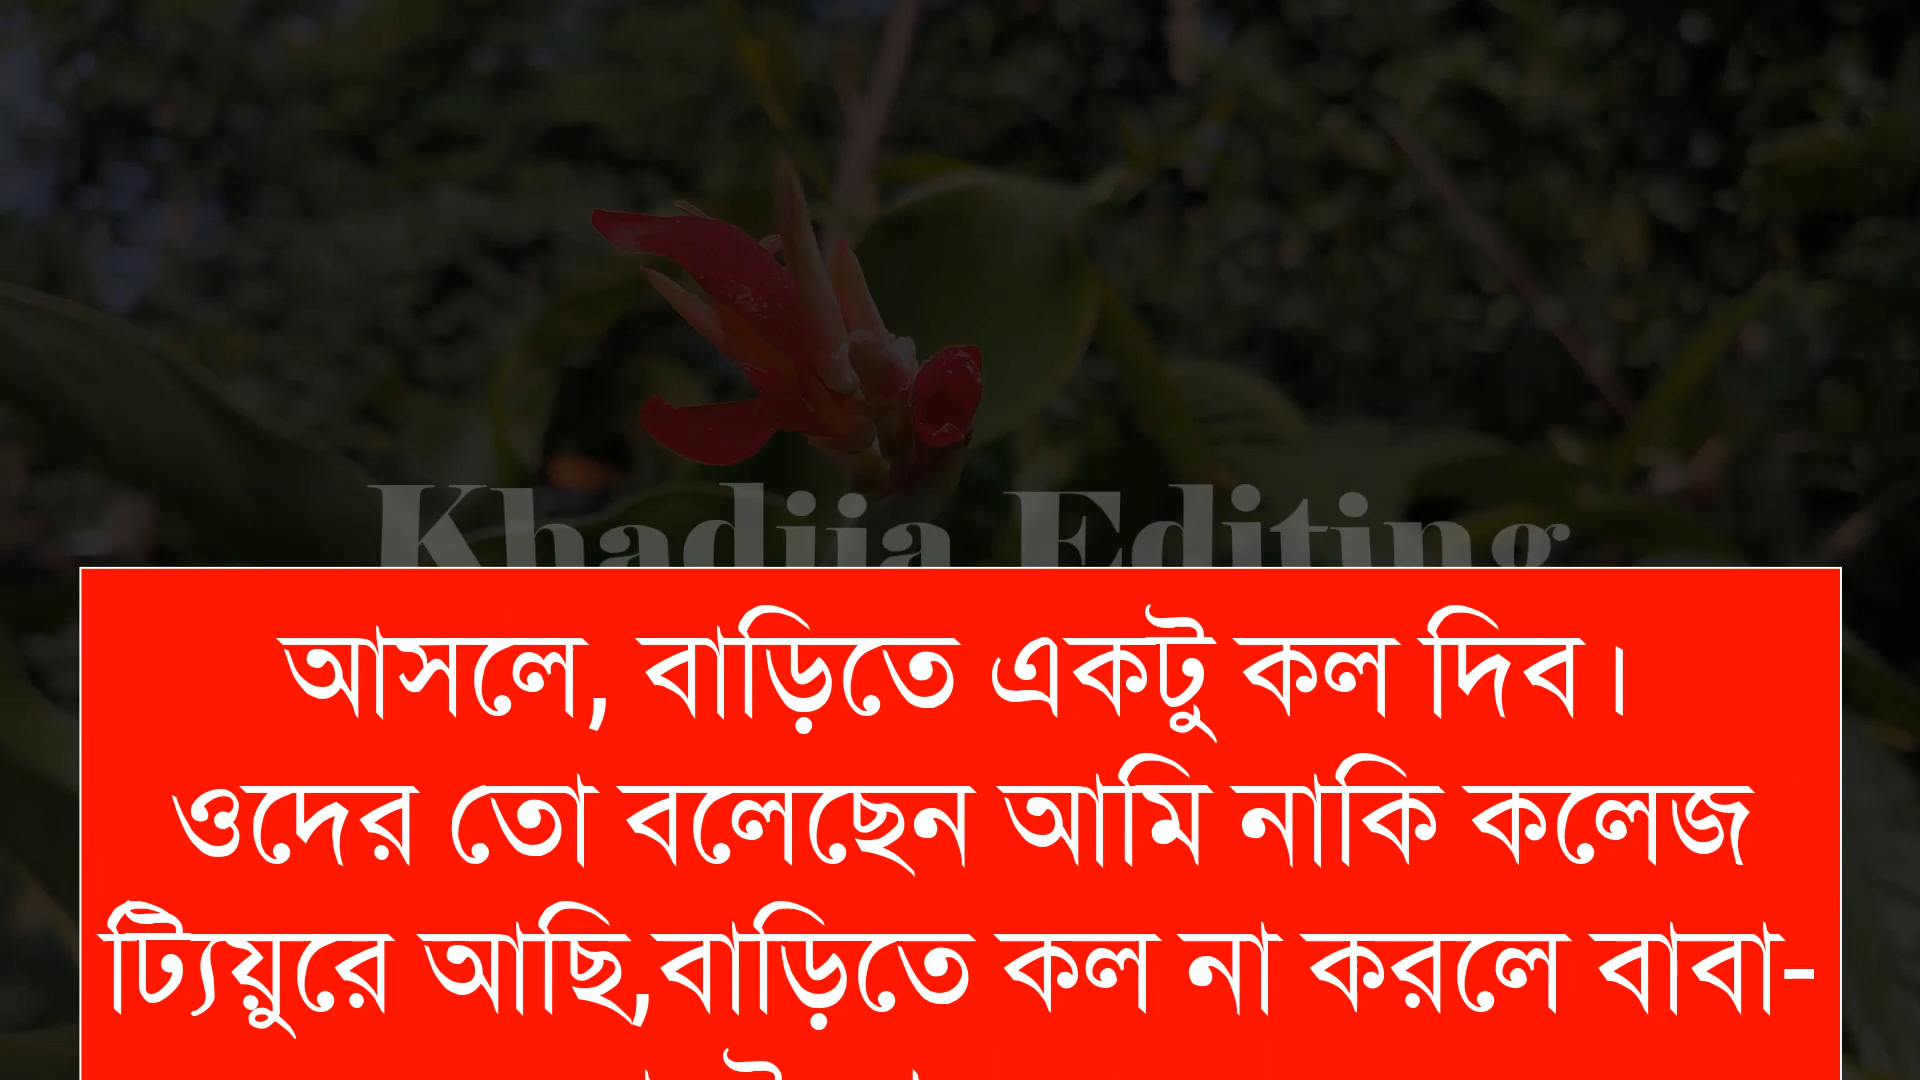 Khadija Editing
আসলে, বাড়িতে একটু কল দিব।
ওদের তো বলেছেন আমি নাকি কলেজ
ট্যিয়ুরে আছি,বাড়িতে কল না করলে বাবা-